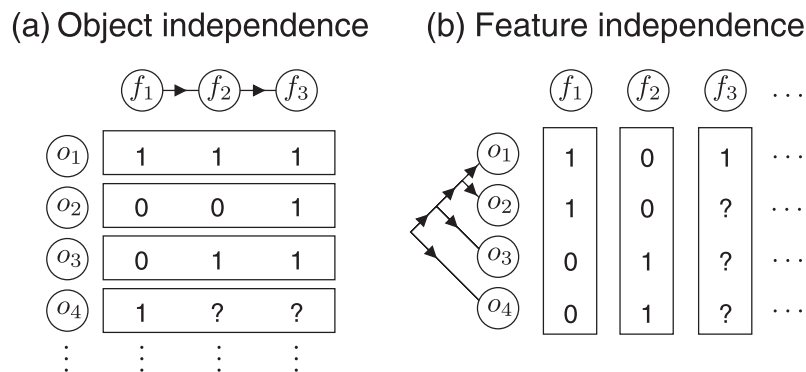 (a) Object independence
f₁ f₂ f₃
o₁ 1 1 1
o₂ 0 0 1
o₃ 0 1 1
o₄ 1 ? ?
⋮ ⋮ ⋮ ⋮
(b) Feature independence
f₁ f₂ f₃ ...
o₁ 1 0 1 ...
o₂ 1 0 ? ...
o₃ 0 1 ? ...
o₄ 0 1 ? ...